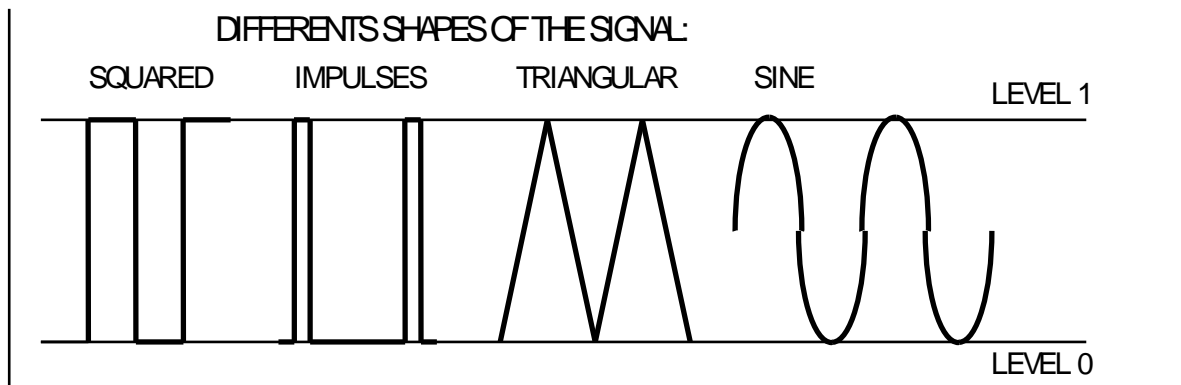 DIFFERENTS SHAPES OF THE SIGNAL:
SQUARED IMPULSES TRIANGULAR SINE
LEVEL 1
LEVEL 0